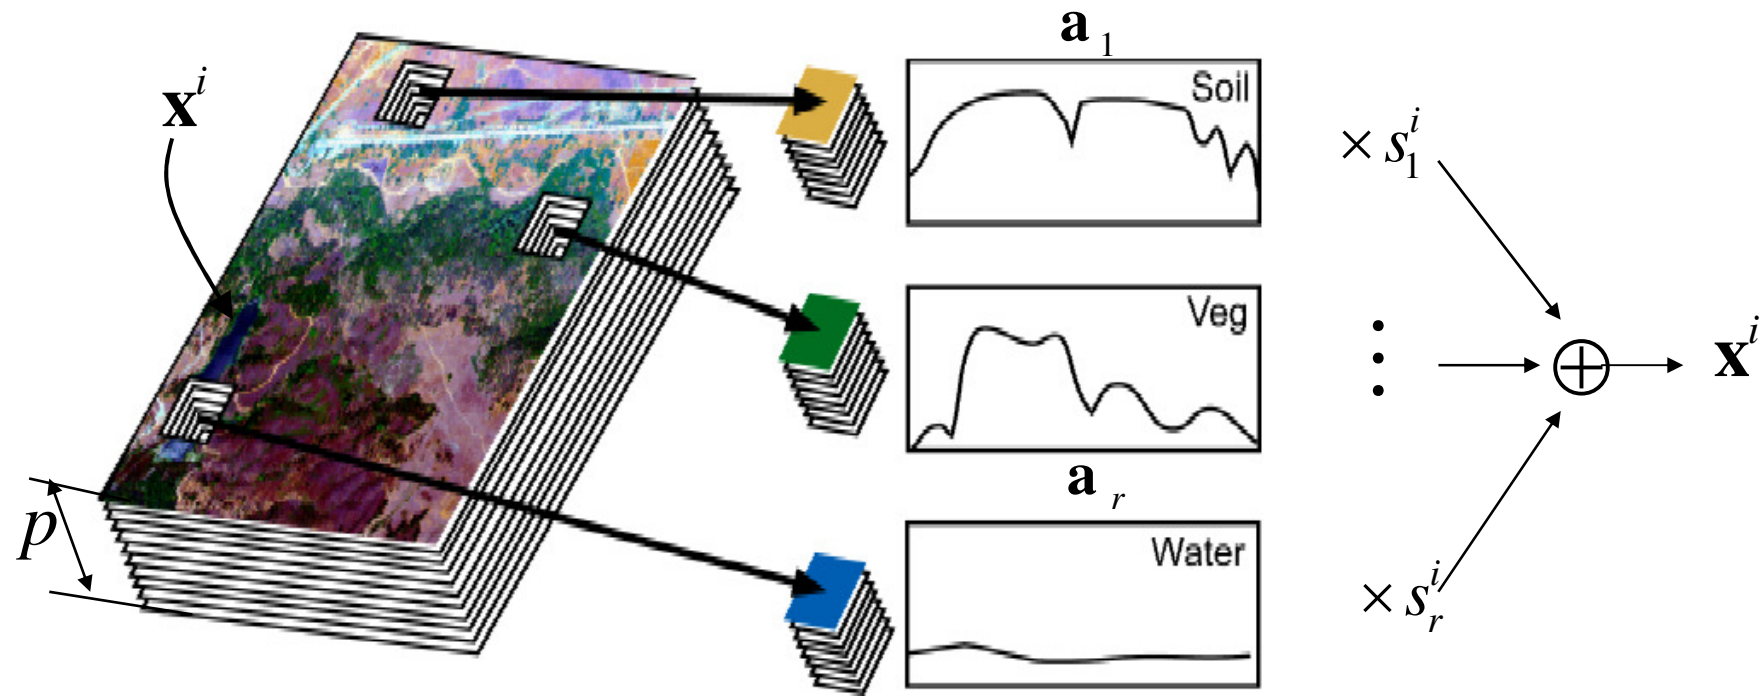 a 1
Soil
x^i
× s_1^i
Veg
⋮
x^i
a r
p
Water
× s_r^i